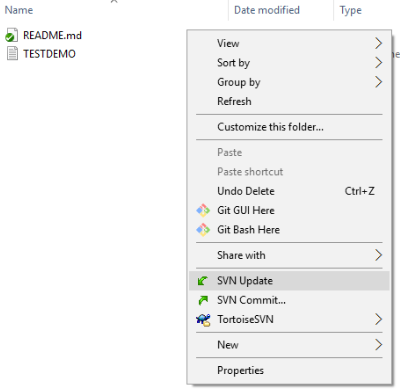 Name Date modified Type
README.md
TESTDEMO
View
Sort by
Group by
Refresh
Customize this folder...
Paste
Paste shortcut
Undo Delete Ctrl+Z
Git GUI Here
Git Bash Here
Share with
SVN Update
SVN Commit...
TortoiseSVN
New
Properties